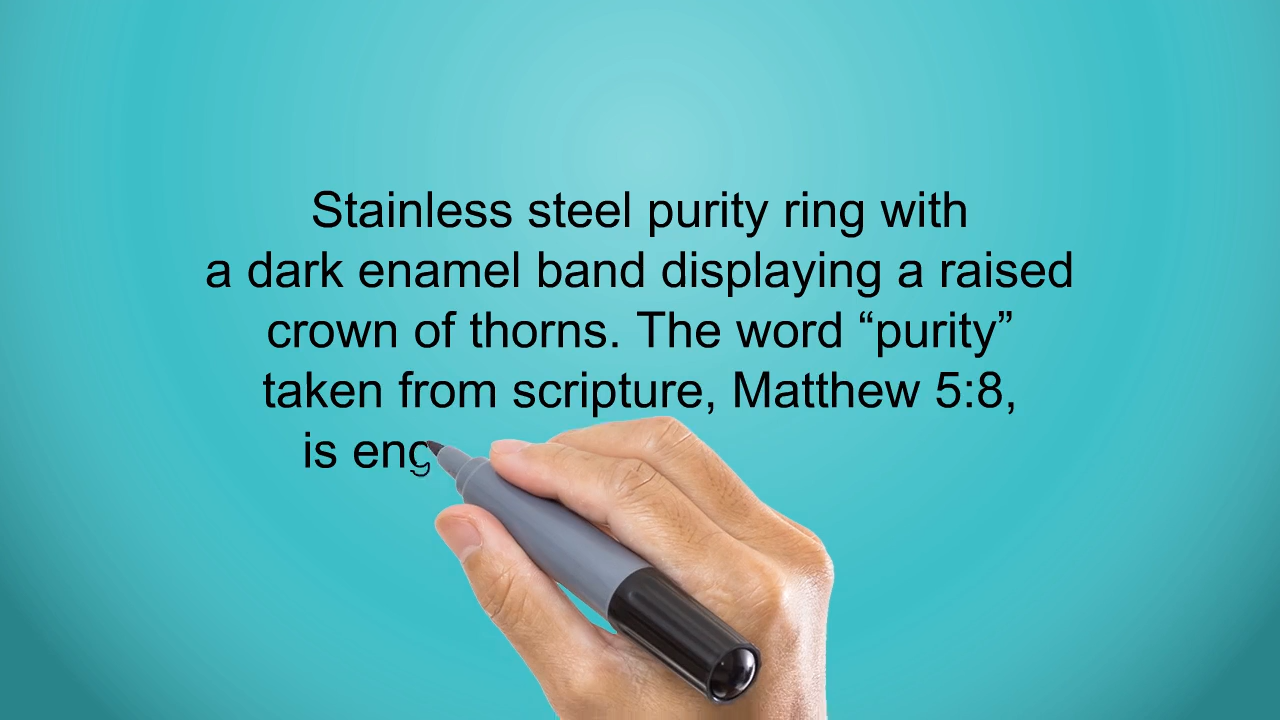 Stainless steel purity ring with
a dark enamel band displaying a raised
crown of thorns. The word “purity”
taken from scripture, Matthew 5:8,
is eng